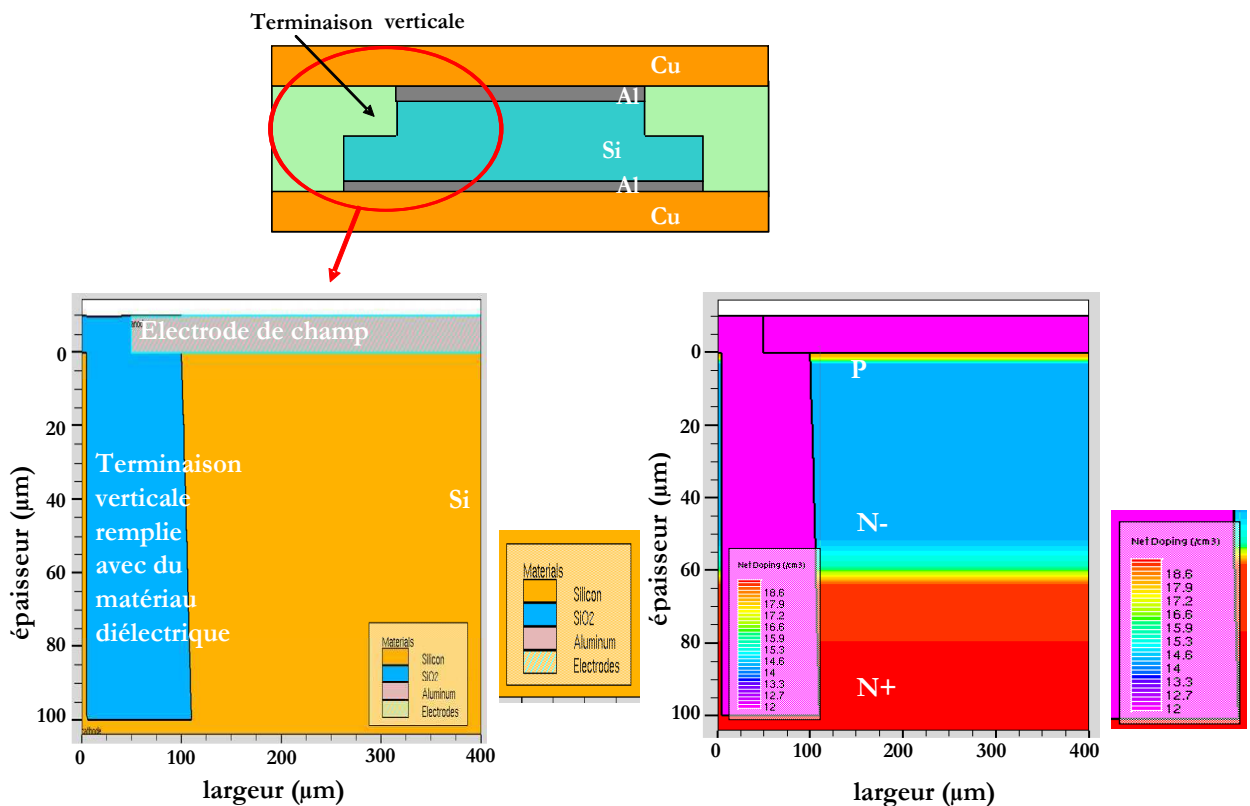 Terminaison verticale
Cu
Al
Si
Al
Cu
Electrode de champ
0
20
40
60
80
100
épaisseur (µm)
Terminaison
verticale
remplie
avec du
matériau
diélectrique
Si
Materials
Silicon
SiO2
Aluminum
Electrodes
cathode
0
100
200
300
400
largeur (µm)
Materials
Silicon
SiO2
Aluminum
Electrodes
0
20
40
60
80
100
épaisseur (µm)
P
N-
N+
Net Doping (/cm3)
18.6
17.9
17.2
16.6
15.9
15.3
14.6
14
13.3
12.7
12
0
100
200
300
400
largeur (µm)
Net Doping (/cm3)
18.6
17.9
17.2
16.6
15.9
15.3
14.6
14
13.3
12.7
12